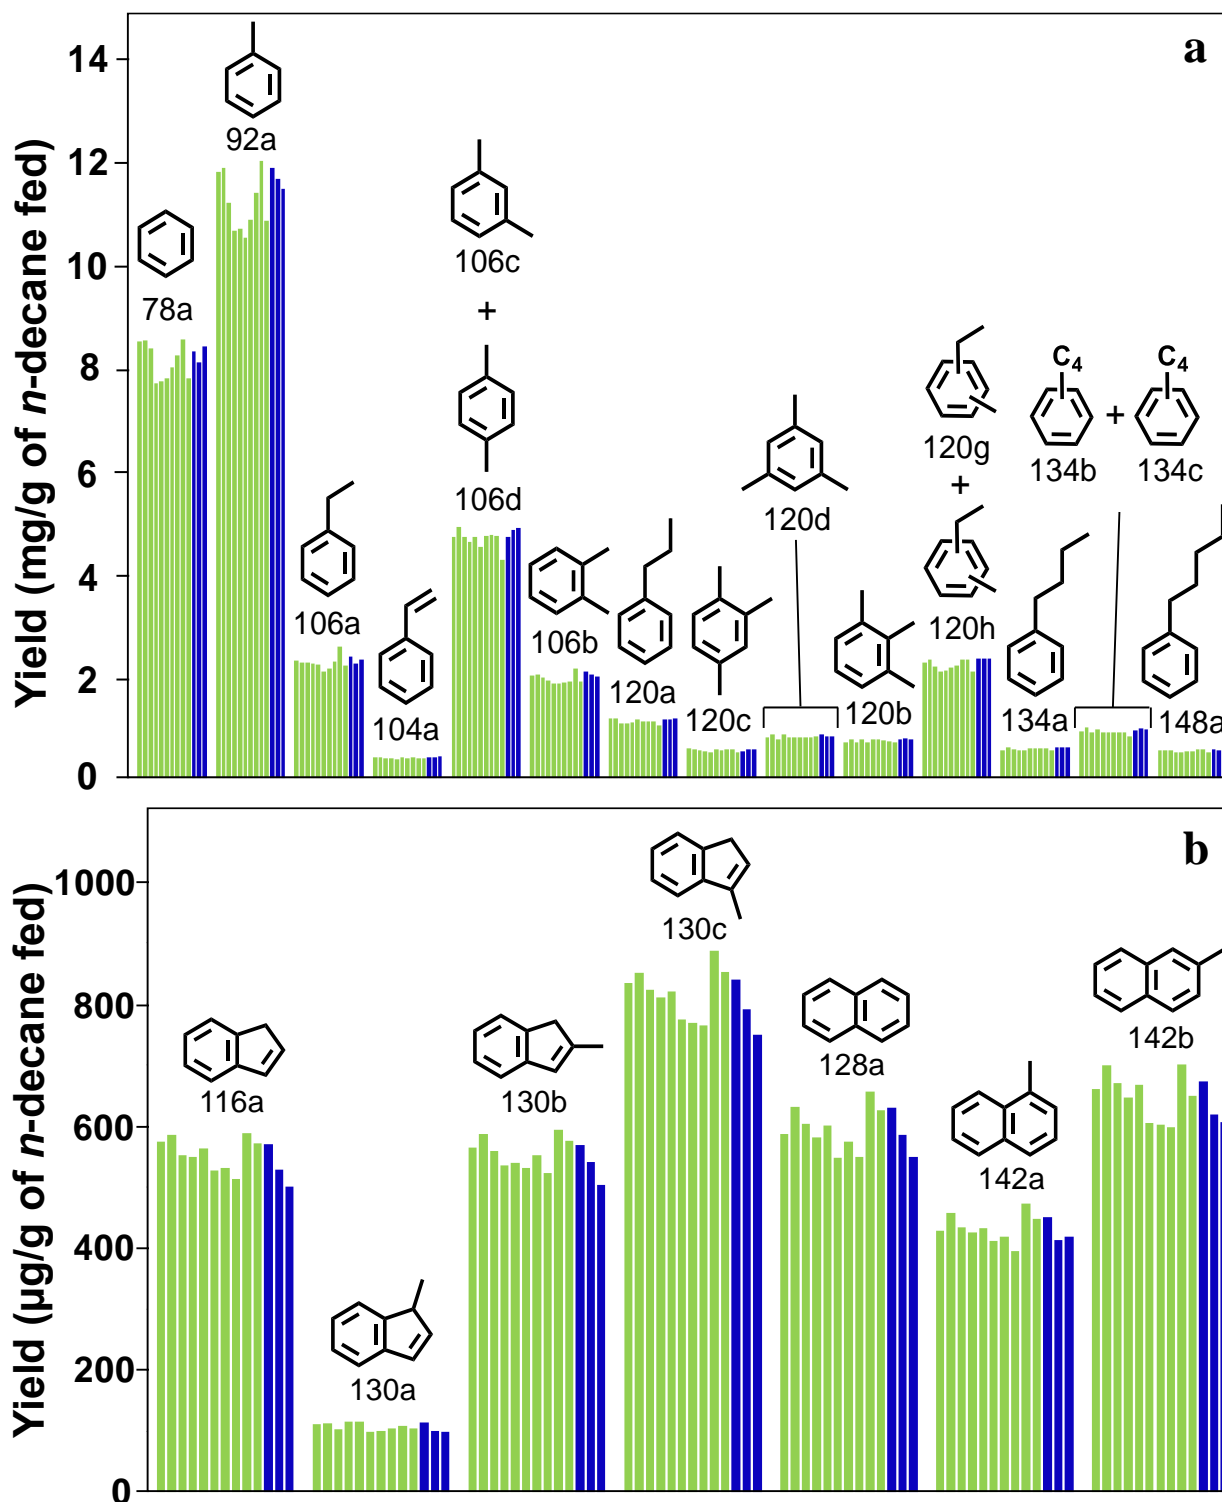 a
Yield (mg/g of n-decane fed)
14
12
10
8
6
4
2
0
78a
92a
106a
104a
106c
+
106d
106b
120a
120c
120d
120b
120g
+
120h
134a
C4
134b
+
C4
134c
148a
b
Yield (µg/g of n-decane fed)
1000
800
600
400
200
0
116a
130a
130b
130c
128a
142a
142b